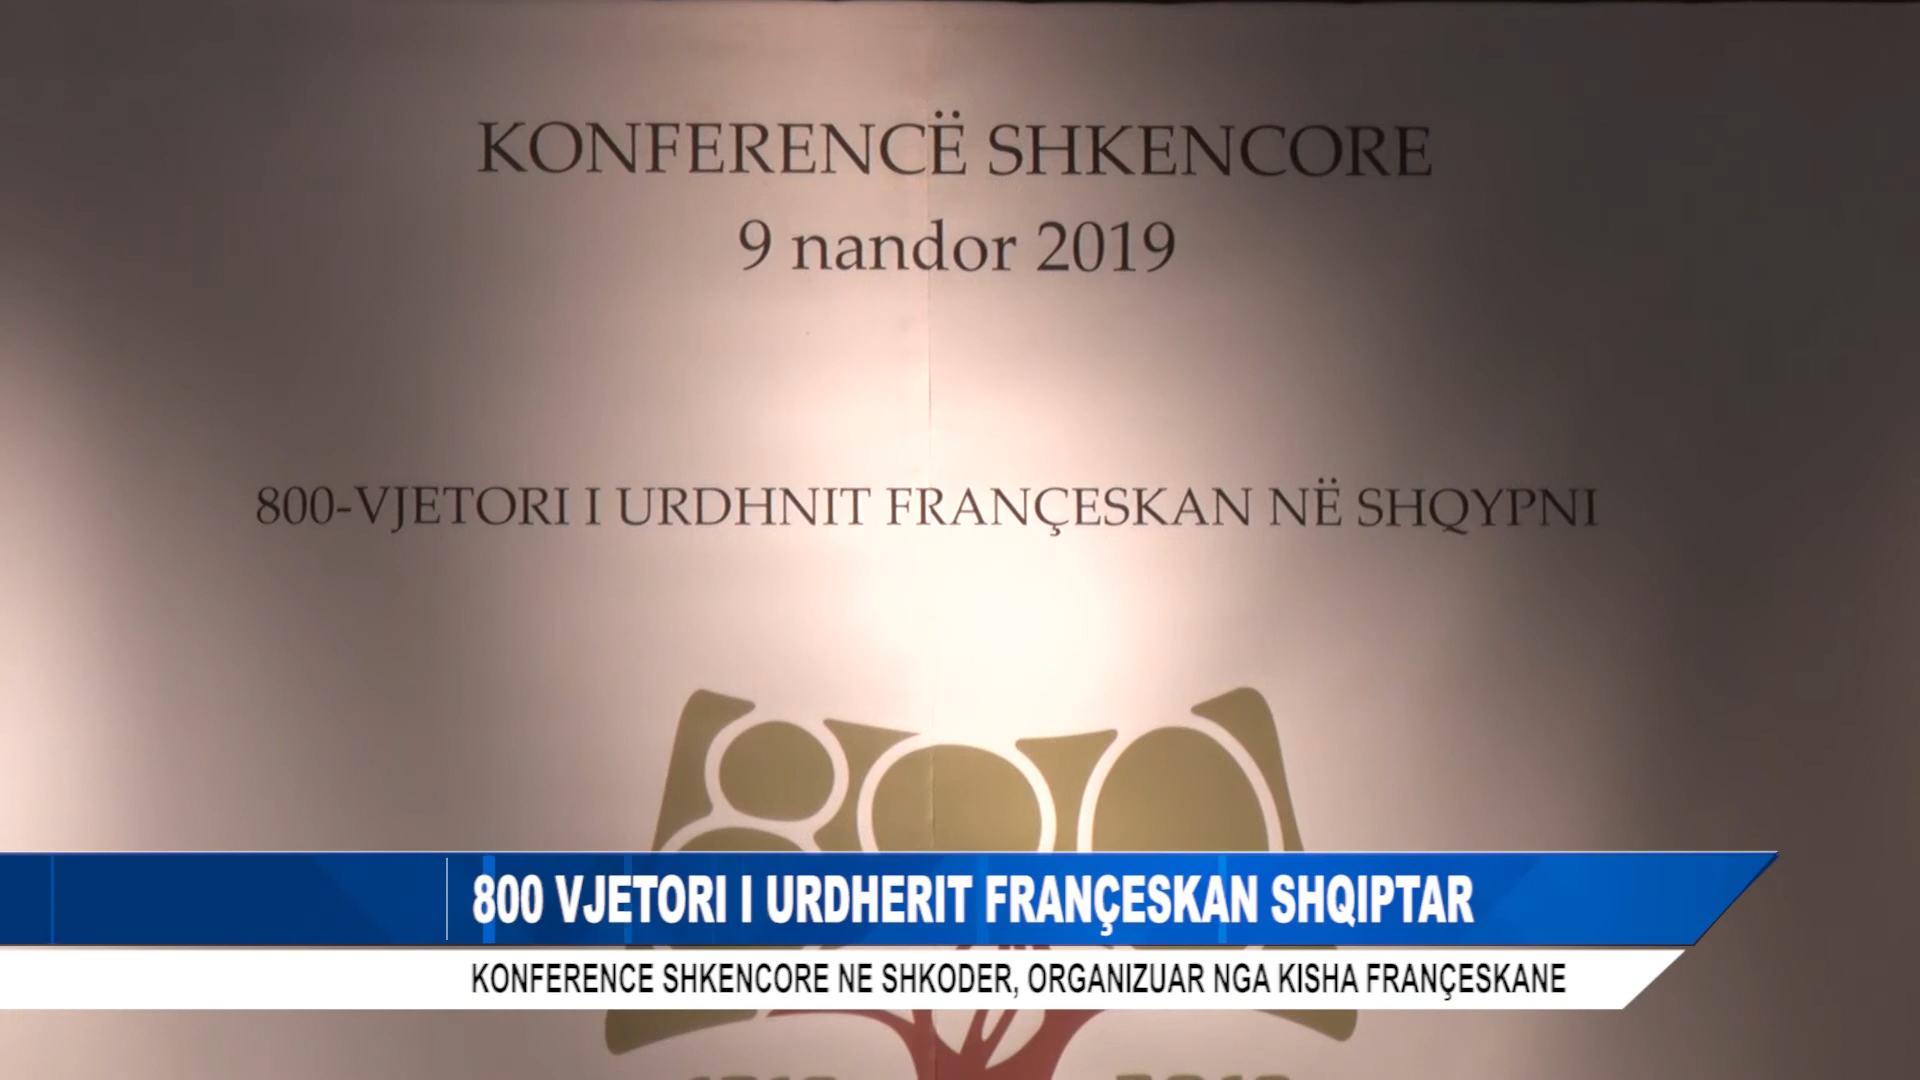 KONFERENCË SHKENCORE
9 nandor 2019
800-VJETORI I URDHNIT FRANÇESKAN NË SHQYPNI
800
800 VJETORI I URDHERIT FRANÇESKAN SHQIPTAR
KONFERENCE SHKENCORE NE SHKODER, ORGANIZUAR NGA KISHA FRANÇESKANE